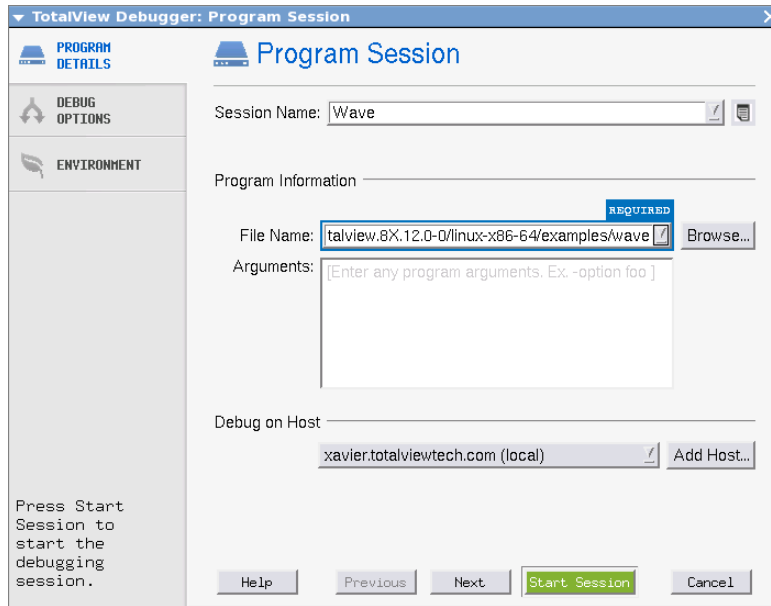 TotalView Debugger: Program Session
PROGRAM
DETAILS
DEBUG
OPTIONS
ENVIRONMENT
Press Start
Session to
start the
debugging
session.
Program Session
Session Name: Wave
Program Information
REQUIRED
File Name: talview.8X.12.0-0/linux-x86-64/examples/wave Browse...
Arguments: [Enter any program arguments. Ex. -option foo ]
Debug on Host
xavier.totalviewtech.com (local) Add Host...
Help Previous Next Start Session Cancel